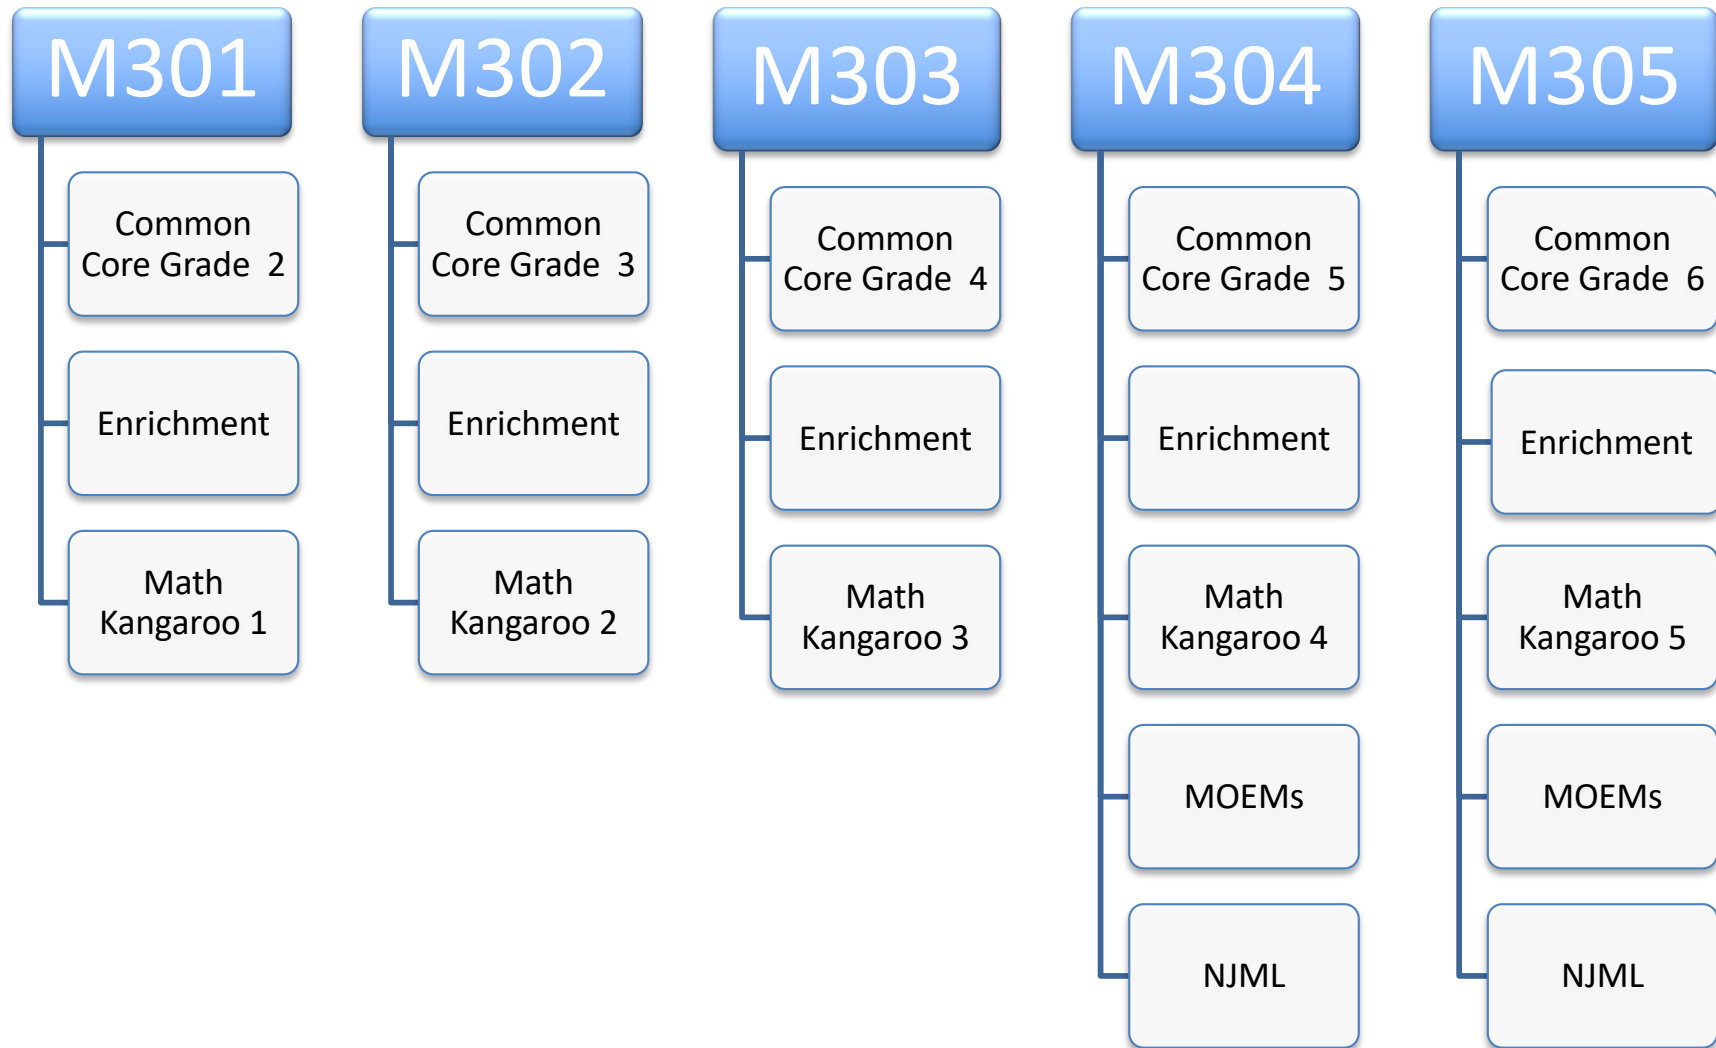 M301
Common
Core Grade  2
Enrichment
Math
Kangaroo 1
M302
Common
Core Grade  3
Enrichment
Math
Kangaroo 2
M303
Common
Core Grade  4
Enrichment
Math
Kangaroo 3
M304
Common
Core Grade  5
Enrichment
Math
Kangaroo 4
MOEMs
NJML
M305
Common
Core Grade  6
Enrichment
Math
Kangaroo 5
MOEMs
NJML